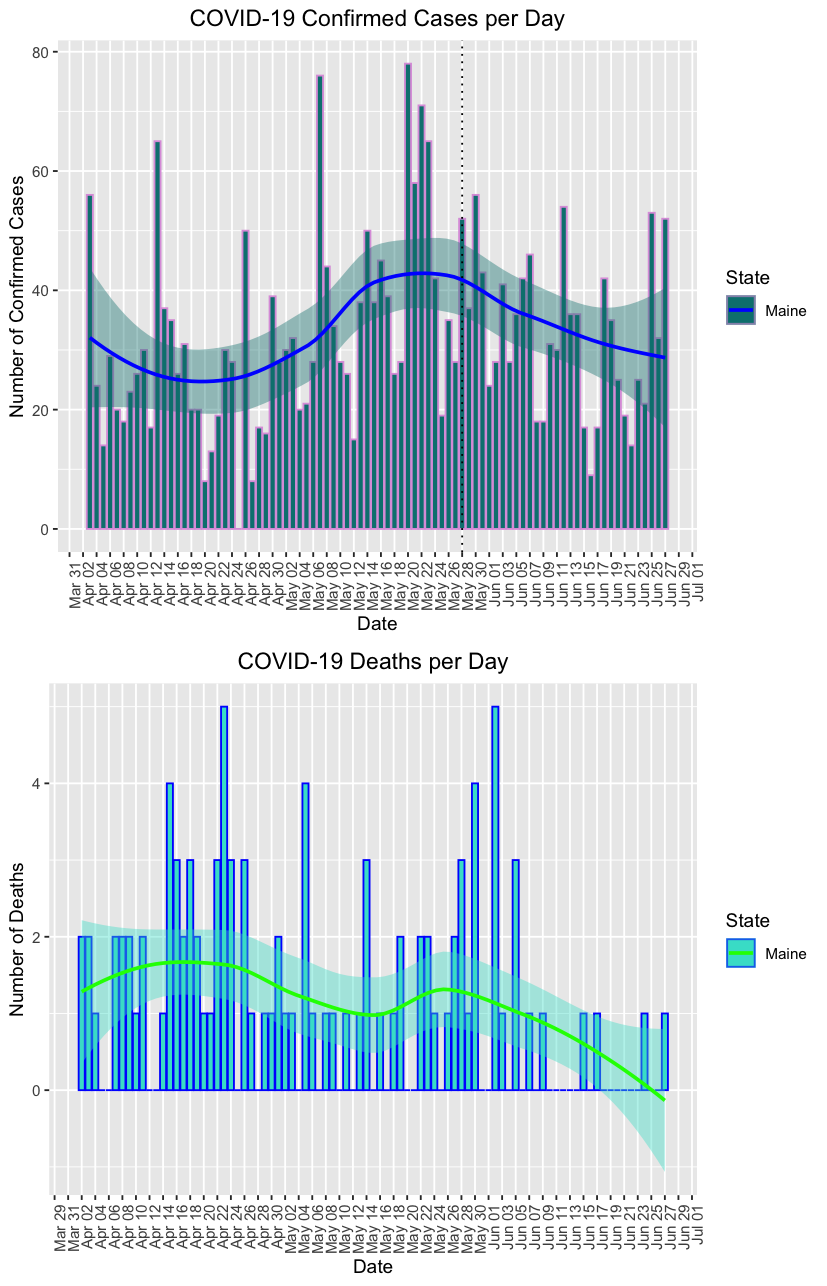 COVID-19 Confirmed Cases per Day
Number of Confirmed Cases
80
60
40
20
0
Mar 31
Apr 02
Apr 04
Apr 06
Apr 08
Apr 10
Apr 12
Apr 14
Apr 16
Apr 18
Apr 20
Apr 22
Apr 24
Apr 26
Apr 28
Apr 30
May 02
May 04
May 06
May 08
May 10
May 12
May 14
May 16
May 18
May 20
May 22
May 24
May 26
May 28
May 30
Jun 01
Jun 03
Jun 05
Jun 07
Jun 09
Jun 11
Jun 13
Jun 15
Jun 17
Jun 19
Jun 21
Jun 23
Jun 25
Jun 27
Jun 29
Jul 01
Date
State
Maine
COVID-19 Deaths per Day
Number of Deaths
4
2
0
Mar 29
Mar 31
Apr 02
Apr 04
Apr 06
Apr 08
Apr 10
Apr 12
Apr 14
Apr 16
Apr 18
Apr 20
Apr 22
Apr 24
Apr 26
Apr 28
Apr 30
May 02
May 04
May 06
May 08
May 10
May 12
May 14
May 16
May 18
May 20
May 22
May 24
May 26
May 28
May 30
Jun 01
Jun 03
Jun 05
Jun 07
Jun 09
Jun 11
Jun 13
Jun 15
Jun 17
Jun 19
Jun 21
Jun 23
Jun 25
Jun 27
Jun 29
Jul 01
Date
State
Maine